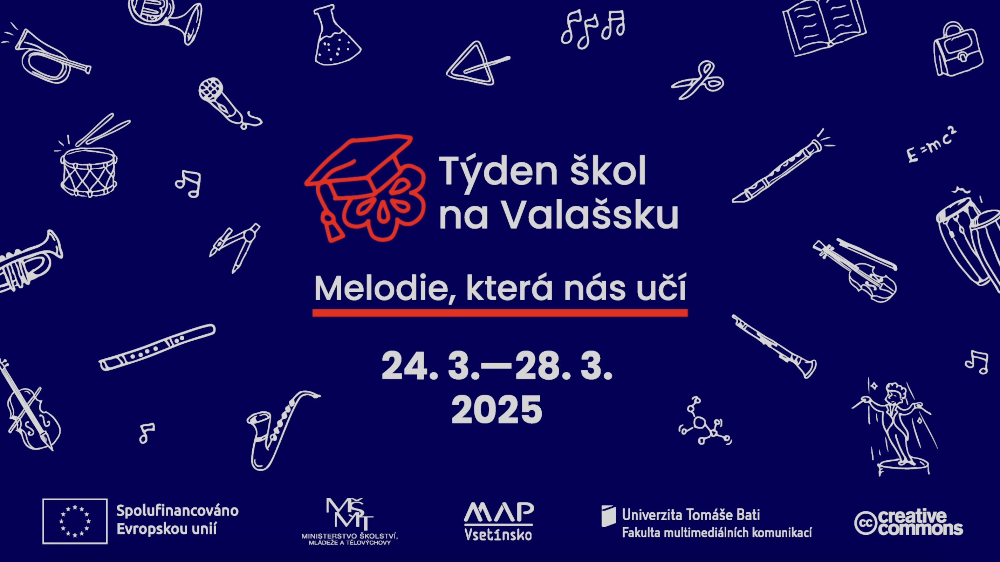 E=mc²
Týden škol
na Valašsku
Melodie, která nás učí
24. 3.—28. 3.
2025
Spolufinancováno
Evropskou unií
MŠMT
MINISTERSTVO ŠKOLSTVÍ,
MLÁDEŽE A TĚLOVÝCHOVY
MAP
Vsetínsko
Univerzita Tomáše Bati
Fakulta multimediálních komunikací
cc creative
commons